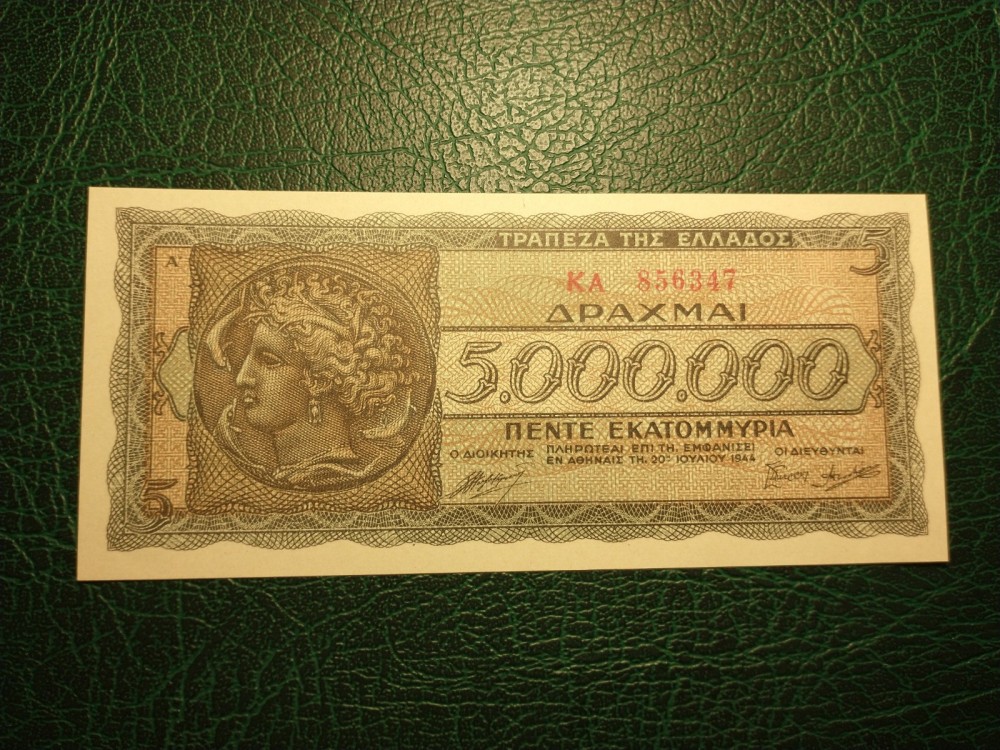 ΤΡΑΠΕΖΑ ΤΗΣ ΕΛΛΑΔΟΣ
5
Α
ΚΑ 856347
ΔΡΑΧΜΑΙ
5.000.000
ΠΕΝΤΕ ΕΚΑΤΟΜΜΥΡΙΑ
Ο ΔΙΟΙΚΗΤΗΣ ΠΛΗΡΩΤΕΑΙ ΕΠΙ ΤΗ. ΕΜΦΑΝΙΣΕΙ ΟΙ ΔΙΕΥΘΥΝΤΑΙ
ΕΝ ΑΘΗΝΑΙΣ ΤΗ. 20ῃ ΙΟΥΛΙΟΥ 1944
5